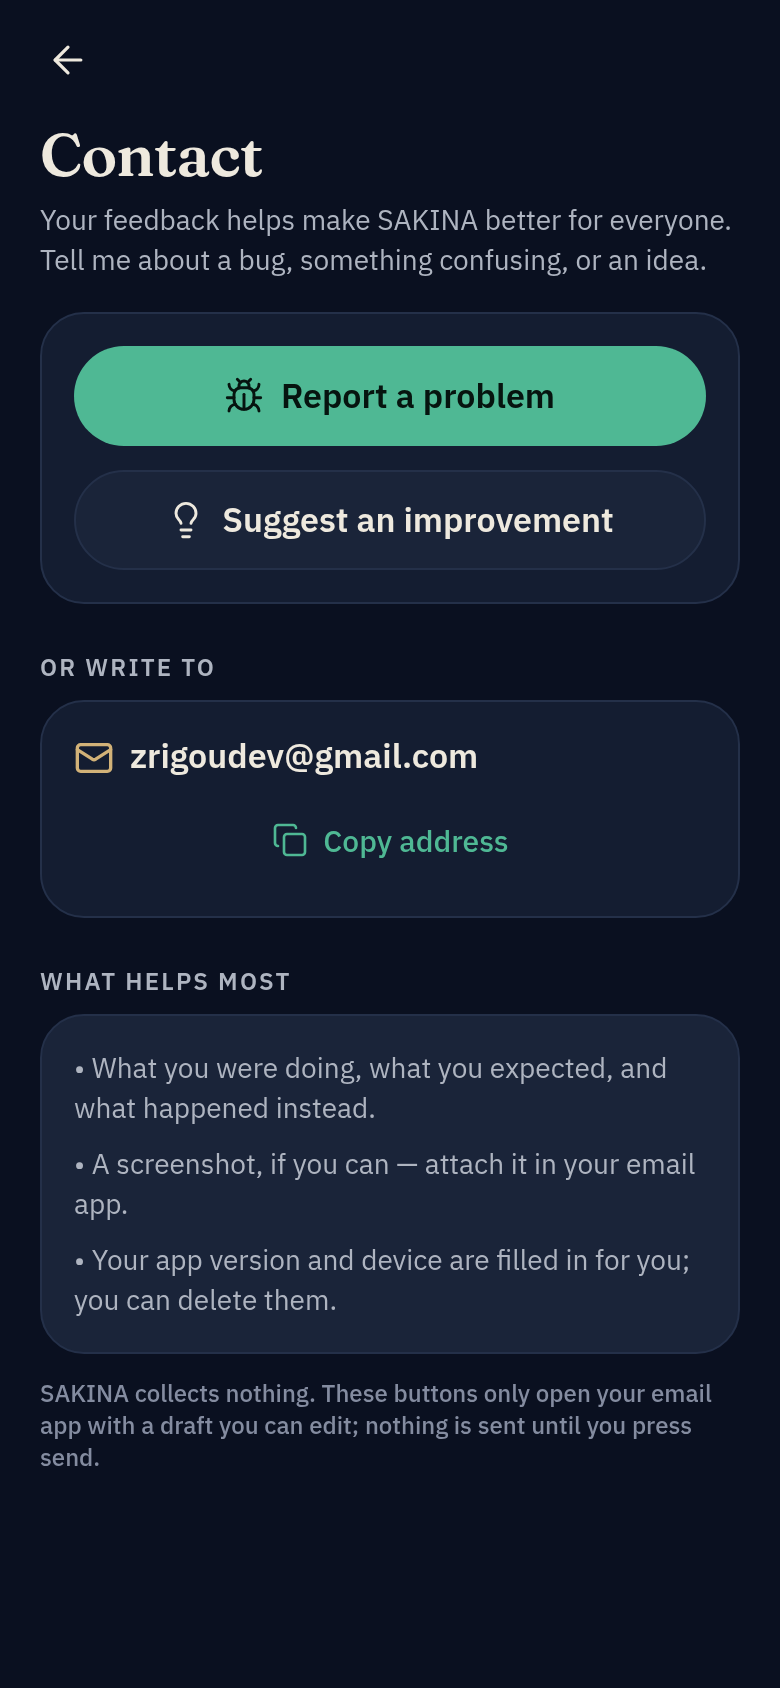 Contact
Your feedback helps make SAKINA better for everyone.
Tell me about a bug, something confusing, or an idea.
Report a problem
Suggest an improvement
OR WRITE TO
zrigoudev@gmail.com
Copy address
WHAT HELPS MOST
• What you were doing, what you expected, and
what happened instead.
• A screenshot, if you can — attach it in your email
app.
• Your app version and device are filled in for you;
you can delete them.
SAKINA collects nothing. These buttons only open your email
app with a draft you can edit; nothing is sent until you press
send.